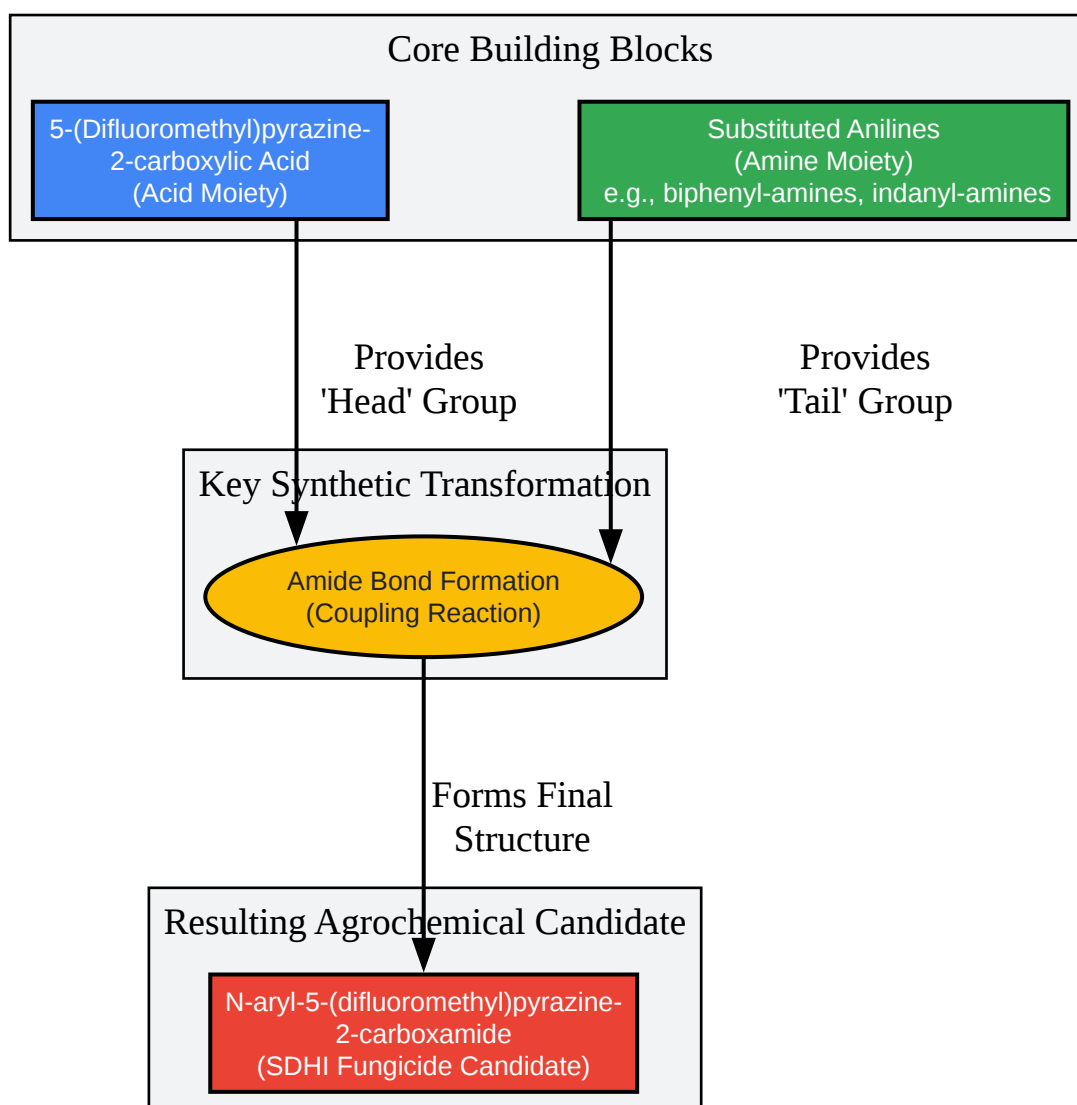 Core Building Blocks
5-(Difluoromethyl)pyrazine-
2-carboxylic Acid
(Acid Moiety)
Substituted Anilines
(Amine Moiety)
e.g., biphenyl-amines, indanyl-amines
Provides
'Head' Group
Provides
'Tail' Group
Key Synthetic Transformation
Amide Bond Formation
(Coupling Reaction)
Forms Final
Structure
Resulting Agrochemical Candidate
N-aryl-5-(difluoromethyl)pyrazine-
2-carboxamide
(SDHI Fungicide Candidate)